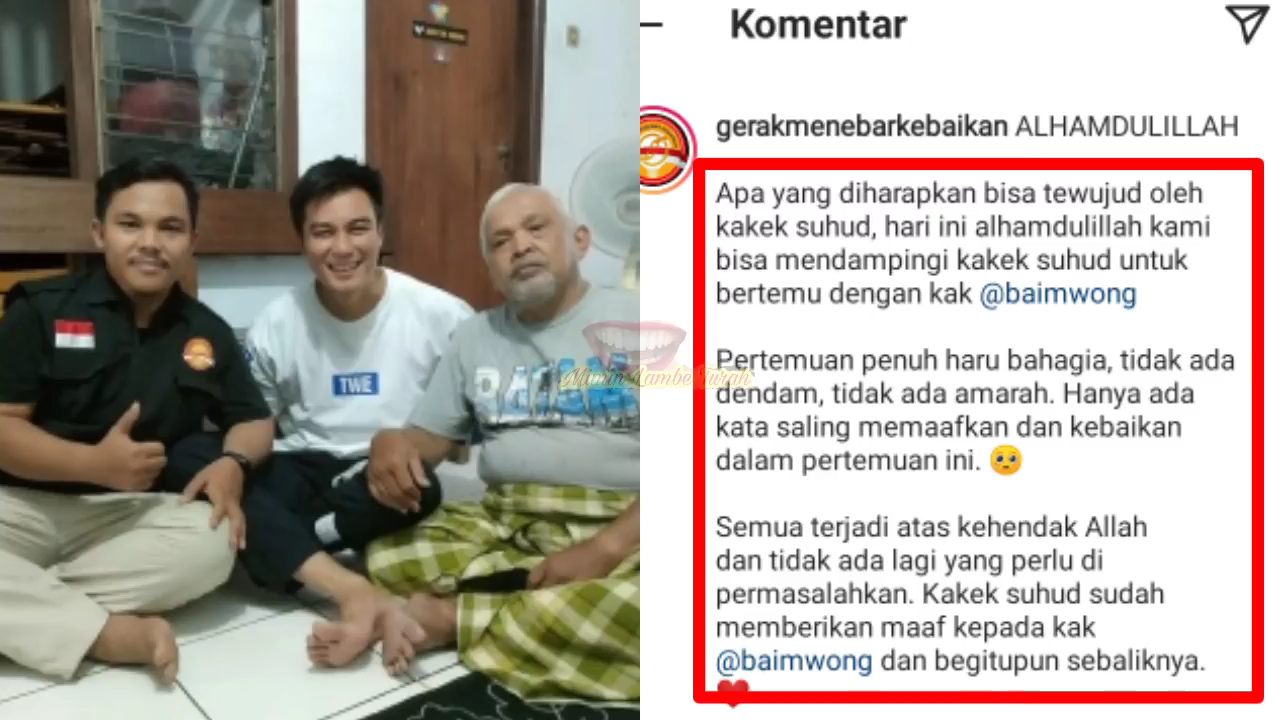 Komentar
gerakmenebarkebaikan ALHAMDULILLAH
Apa yang diharapkan bisa tewujud oleh
kakek suhud, hari ini alhamdulillah kami
bisa mendampingi kakek suhud untuk
bertemu dengan kak @baimwong
Pertemuan penuh haru bahagia, tidak ada
dendam, tidak ada amarah. Hanya ada
kata saling memaafkan dan kebaikan
dalam pertemuan ini. 🥺
Semua terjadi atas kehendak Allah
dan tidak ada lagi yang perlu di
permasalahkan. Kakek suhud sudah
memberikan maaf kepada kak
@baimwong dan begitupun sebaliknya.
❤️
TWE
Mimin Lambe Turah